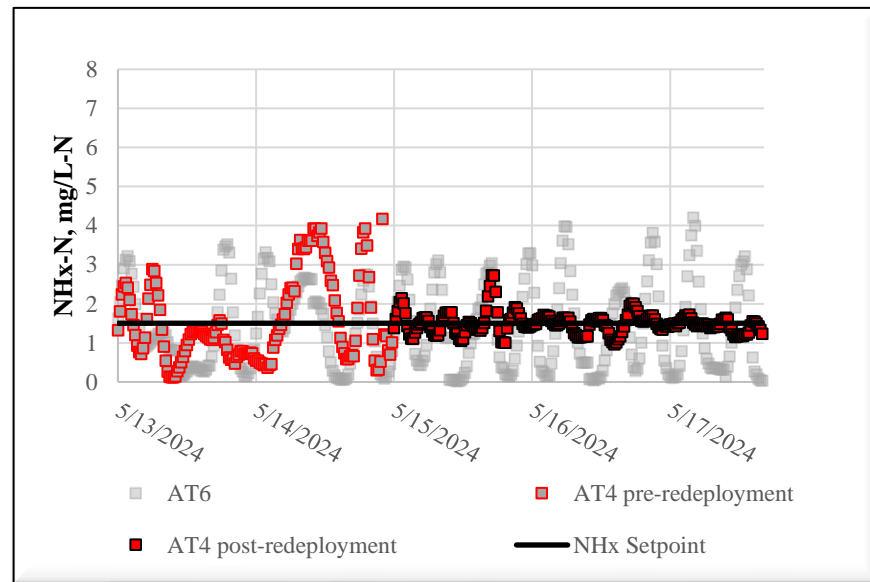 NHx-N, mg/L-N
8
7
6
5
4
3
2
1
0
5/13/2024
5/14/2024
5/15/2024
5/16/2024
5/17/2024
AT6
AT4 pre-redeployment
AT4 post-redeployment
NHx Setpoint